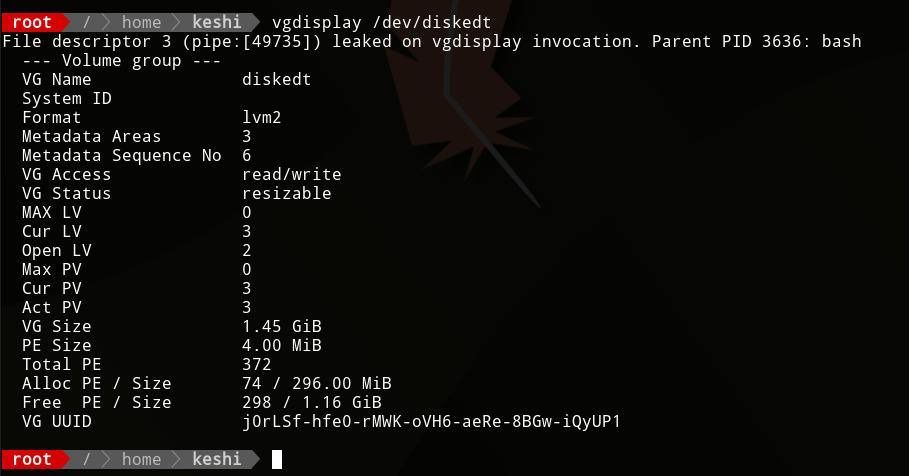 root / home keshi vgdisplay /dev/diskedt
File descriptor 3 (pipe:[49735]) leaked on vgdisplay invocation. Parent PID 3636: bash
--- Volume group ---
VG Name diskedt
System ID
Format lvm2
Metadata Areas 3
Metadata Sequence No 6
VG Access read/write
VG Status resizable
MAX LV 0
Cur LV 3
Open LV 2
Max PV 0
Cur PV 3
Act PV 3
VG Size 1.45 GiB
PE Size 4.00 MiB
Total PE 372
Alloc PE / Size 74 / 296.00 MiB
Free  PE / Size 298 / 1.16 GiB
VG UUID j0rLSf-hfe0-rMWK-oVH6-aeRe-8BGw-iQyUP1
root / home keshi